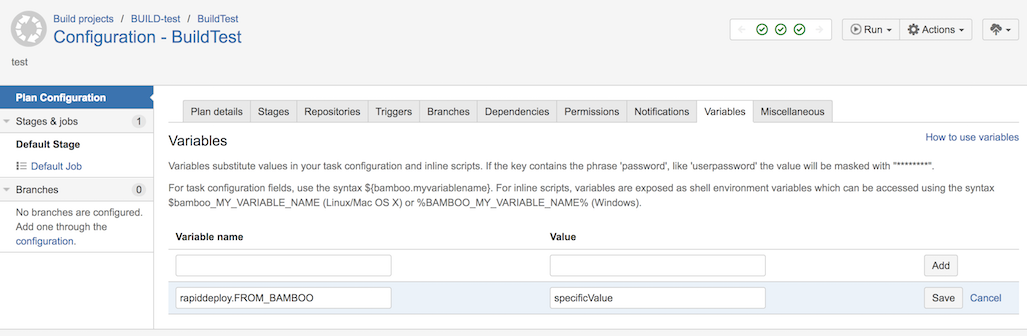 Build projects / BUILD-test / BuildTest
Configuration - BuildTest
Run
Actions
test
Plan Configuration
Stages & jobs 1
Default Stage
Default Job
Branches 0
No branches are configured.
Add one through the
configuration.
Plan details Stages Repositories Triggers Branches Dependencies Permissions Notifications Variables Miscellaneous
Variables
How to use variables
Variables substitute values in your task configuration and inline scripts. If the key contains the phrase 'password', like 'userpassword' the value will be masked with "********".
For task configuration fields, use the syntax ${bamboo.myvariablename}. For inline scripts, variables are exposed as shell environment variables which can be accessed using the syntax
$bamboo_MY_VARIABLE_NAME (Linux/Mac OS X) or %BAMBOO_MY_VARIABLE_NAME% (Windows).
Variable name Value
Add
rapiddeploy.FROM_BAMBOO specificValue Save Cancel